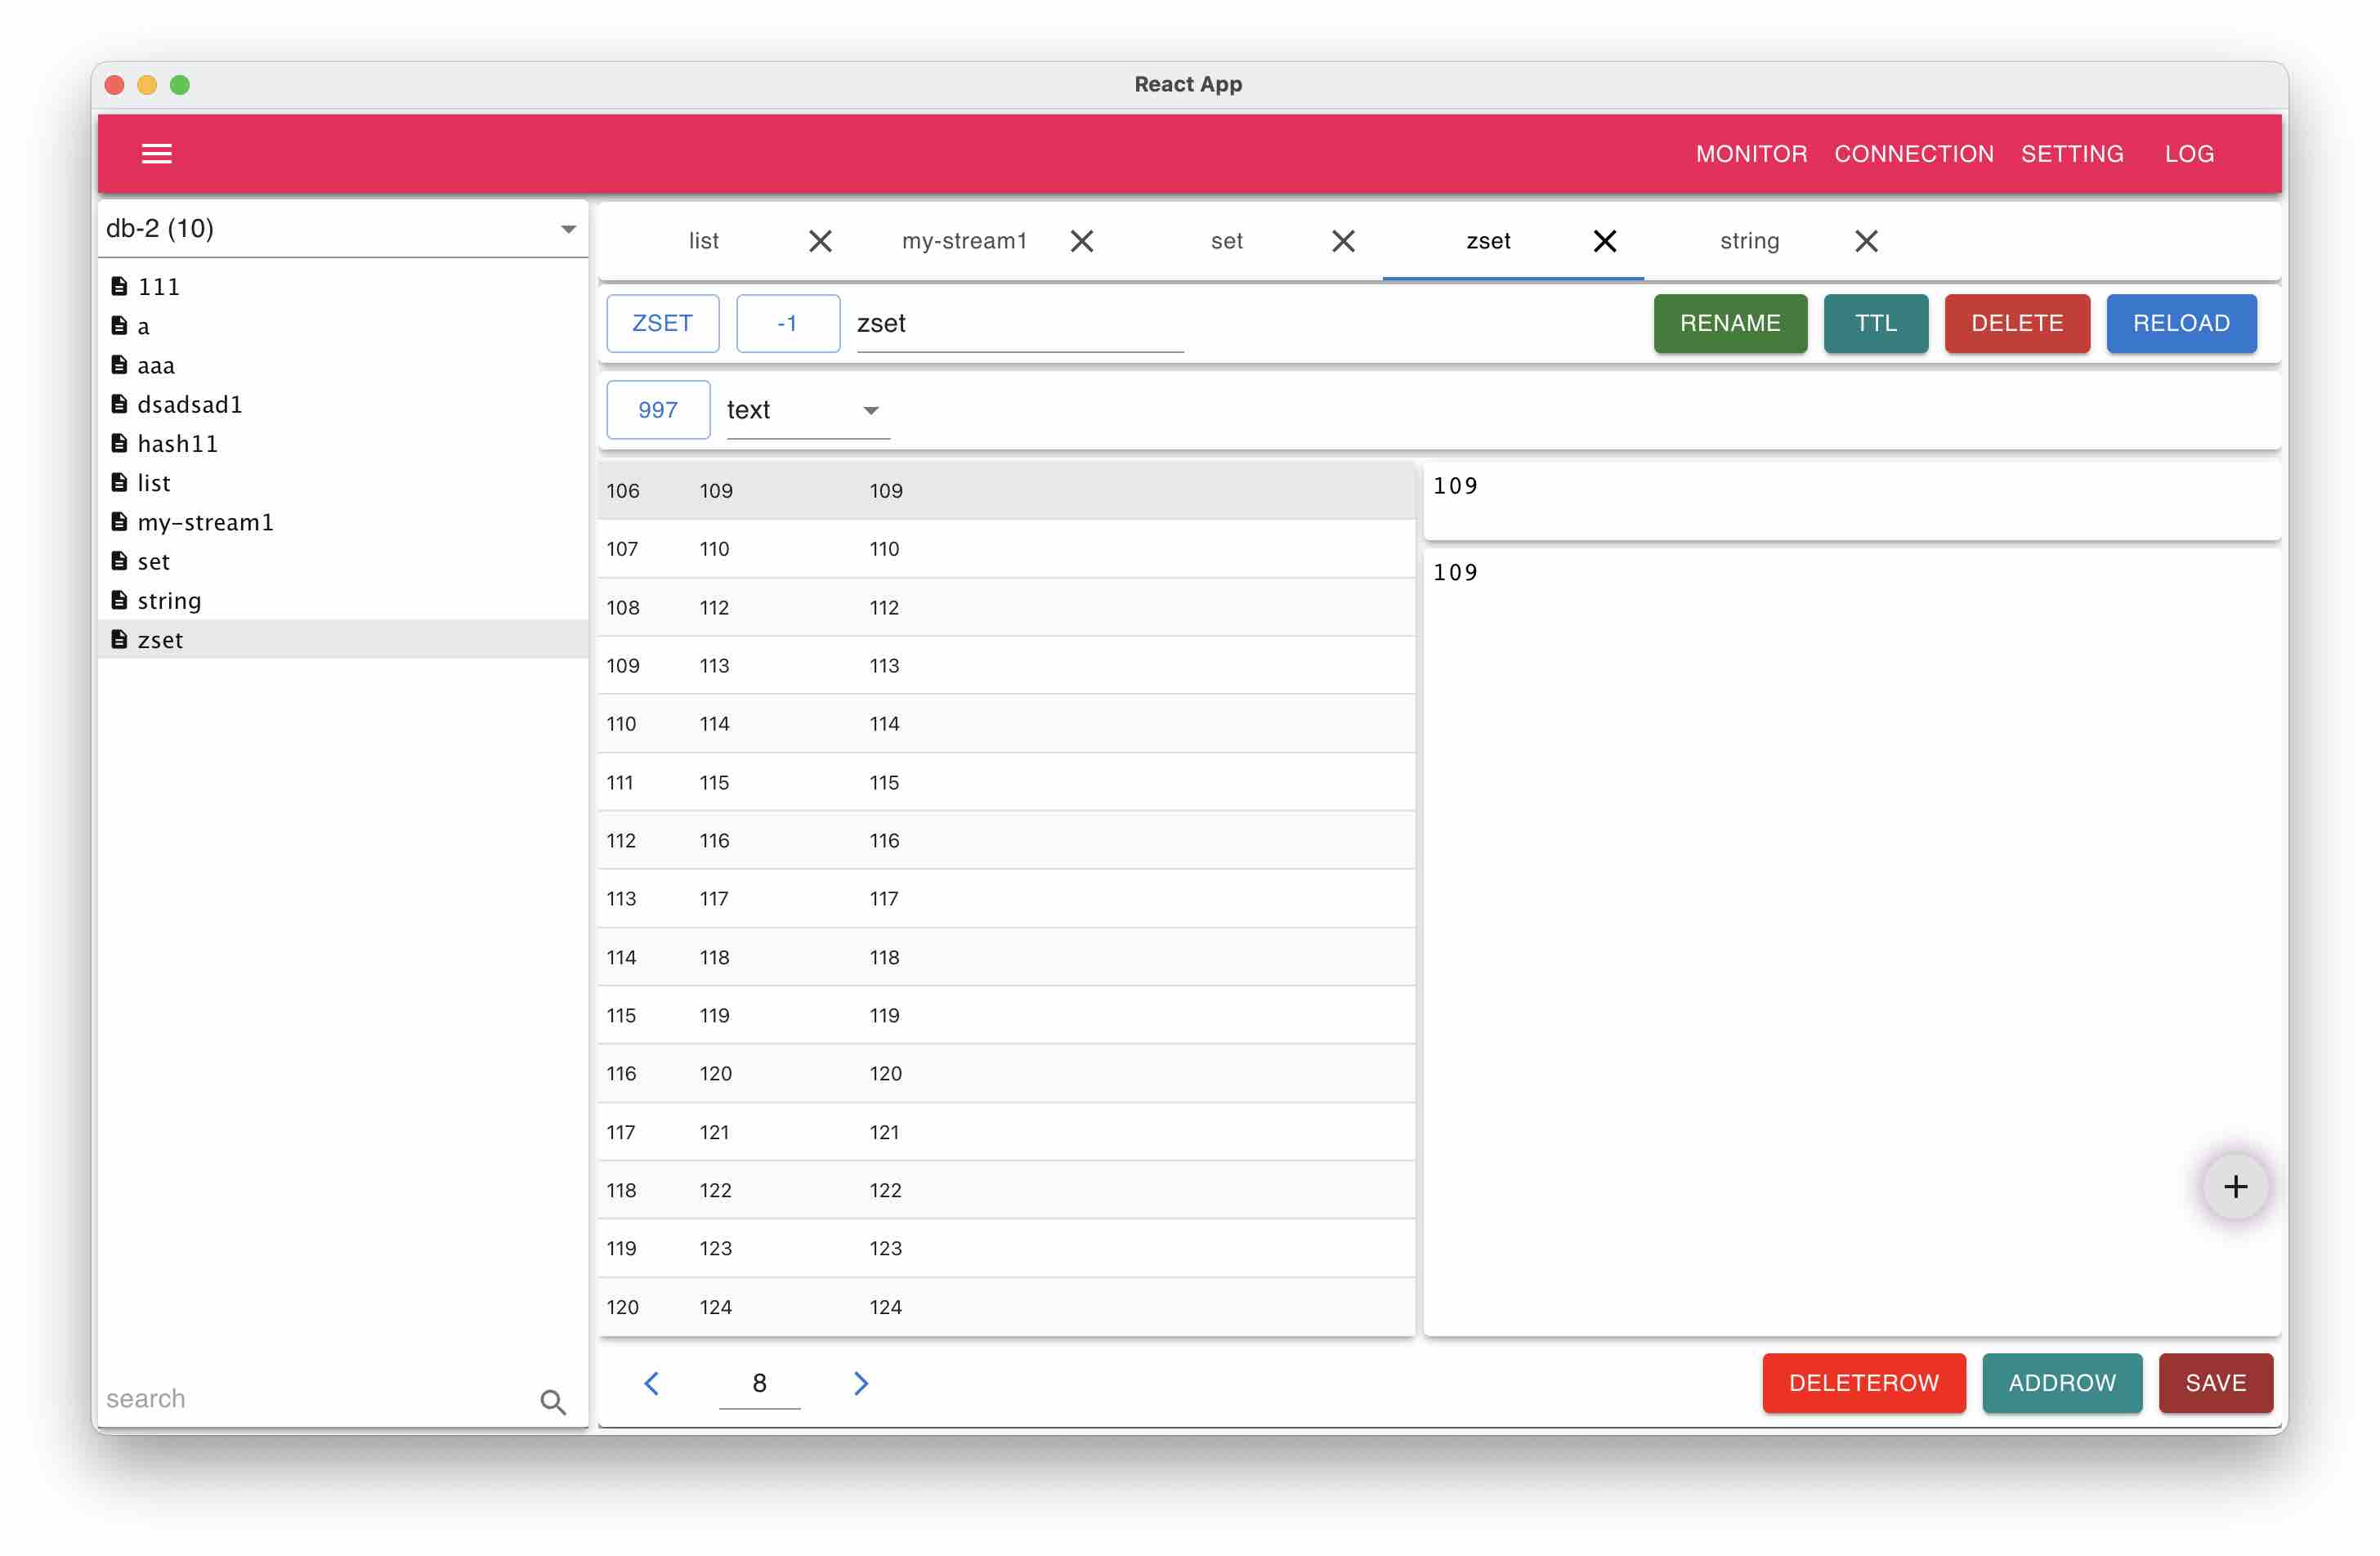 React App
MONITOR CONNECTION SETTING LOG
db-2 (10)
111
a
aaa
dsadsad1
hash11
list
my-stream1
set
string
zset
search
list my-stream1 set zset string
ZSET -1 zset RENAME TTL DELETE RELOAD
997 text
106 109 109
107 110 110
108 112 112
109 113 113
110 114 114
111 115 115
112 116 116
113 117 117
114 118 118
115 119 119
116 120 120
117 121 121
118 122 122
119 123 123
120 124 124
109
109
8
DELETEROW ADDROW SAVE